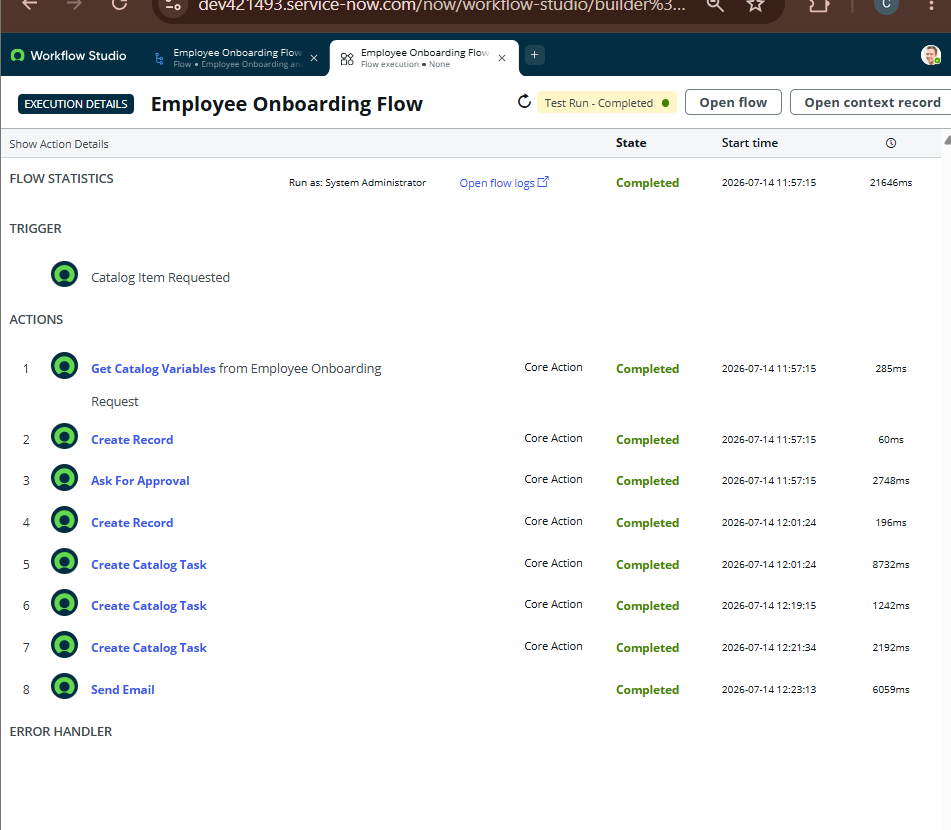 dev421493.service-now.com/now/workflow-studio/builder%3...
C
Workflow Studio
Employee Onboarding Flow
Flow • Employee Onboarding an
Employee Onboarding Flow
Flow execution • None
EXECUTION DETAILS
Employee Onboarding Flow
Test Run - Completed
Open flow
Open context record
Show Action Details
State
Start time
FLOW STATISTICS
Run as: System Administrator
Open flow logs
Completed
2026-07-14 11:57:15
21646ms
TRIGGER
Catalog Item Requested
ACTIONS
1 Get Catalog Variables from Employee Onboarding Request Core Action Completed 2026-07-14 11:57:15 285ms
2 Create Record Core Action Completed 2026-07-14 11:57:15 60ms
3 Ask For Approval Core Action Completed 2026-07-14 11:57:15 2748ms
4 Create Record Core Action Completed 2026-07-14 12:01:24 196ms
5 Create Catalog Task Core Action Completed 2026-07-14 12:01:24 8732ms
6 Create Catalog Task Core Action Completed 2026-07-14 12:19:15 1242ms
7 Create Catalog Task Core Action Completed 2026-07-14 12:21:34 2192ms
8 Send Email Completed 2026-07-14 12:23:13 6059ms
ERROR HANDLER